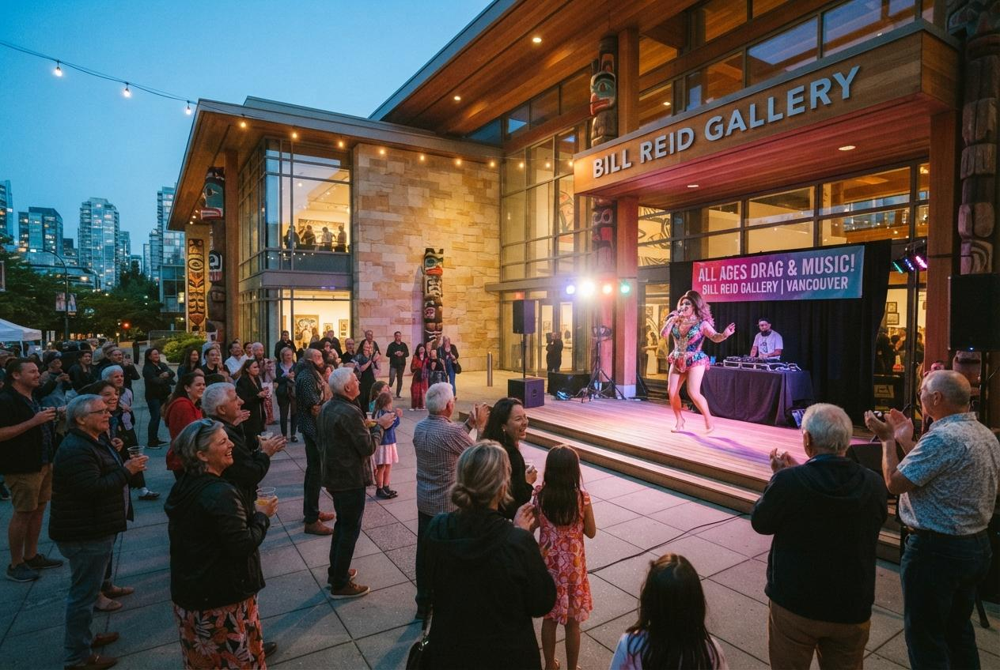 BILL REID GALLERY
ALL AGES DRAG & MUSIC!
BILL REID GALLERY | VANCOUVER